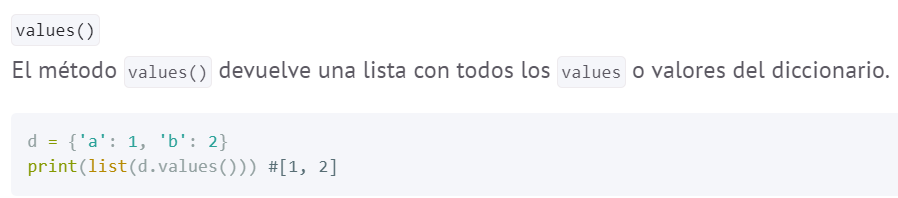 values()
El método values() devuelve una lista con todos los values o valores del diccionario.
d = {'a': 1, 'b': 2}
print(list(d.values())) #[1, 2]